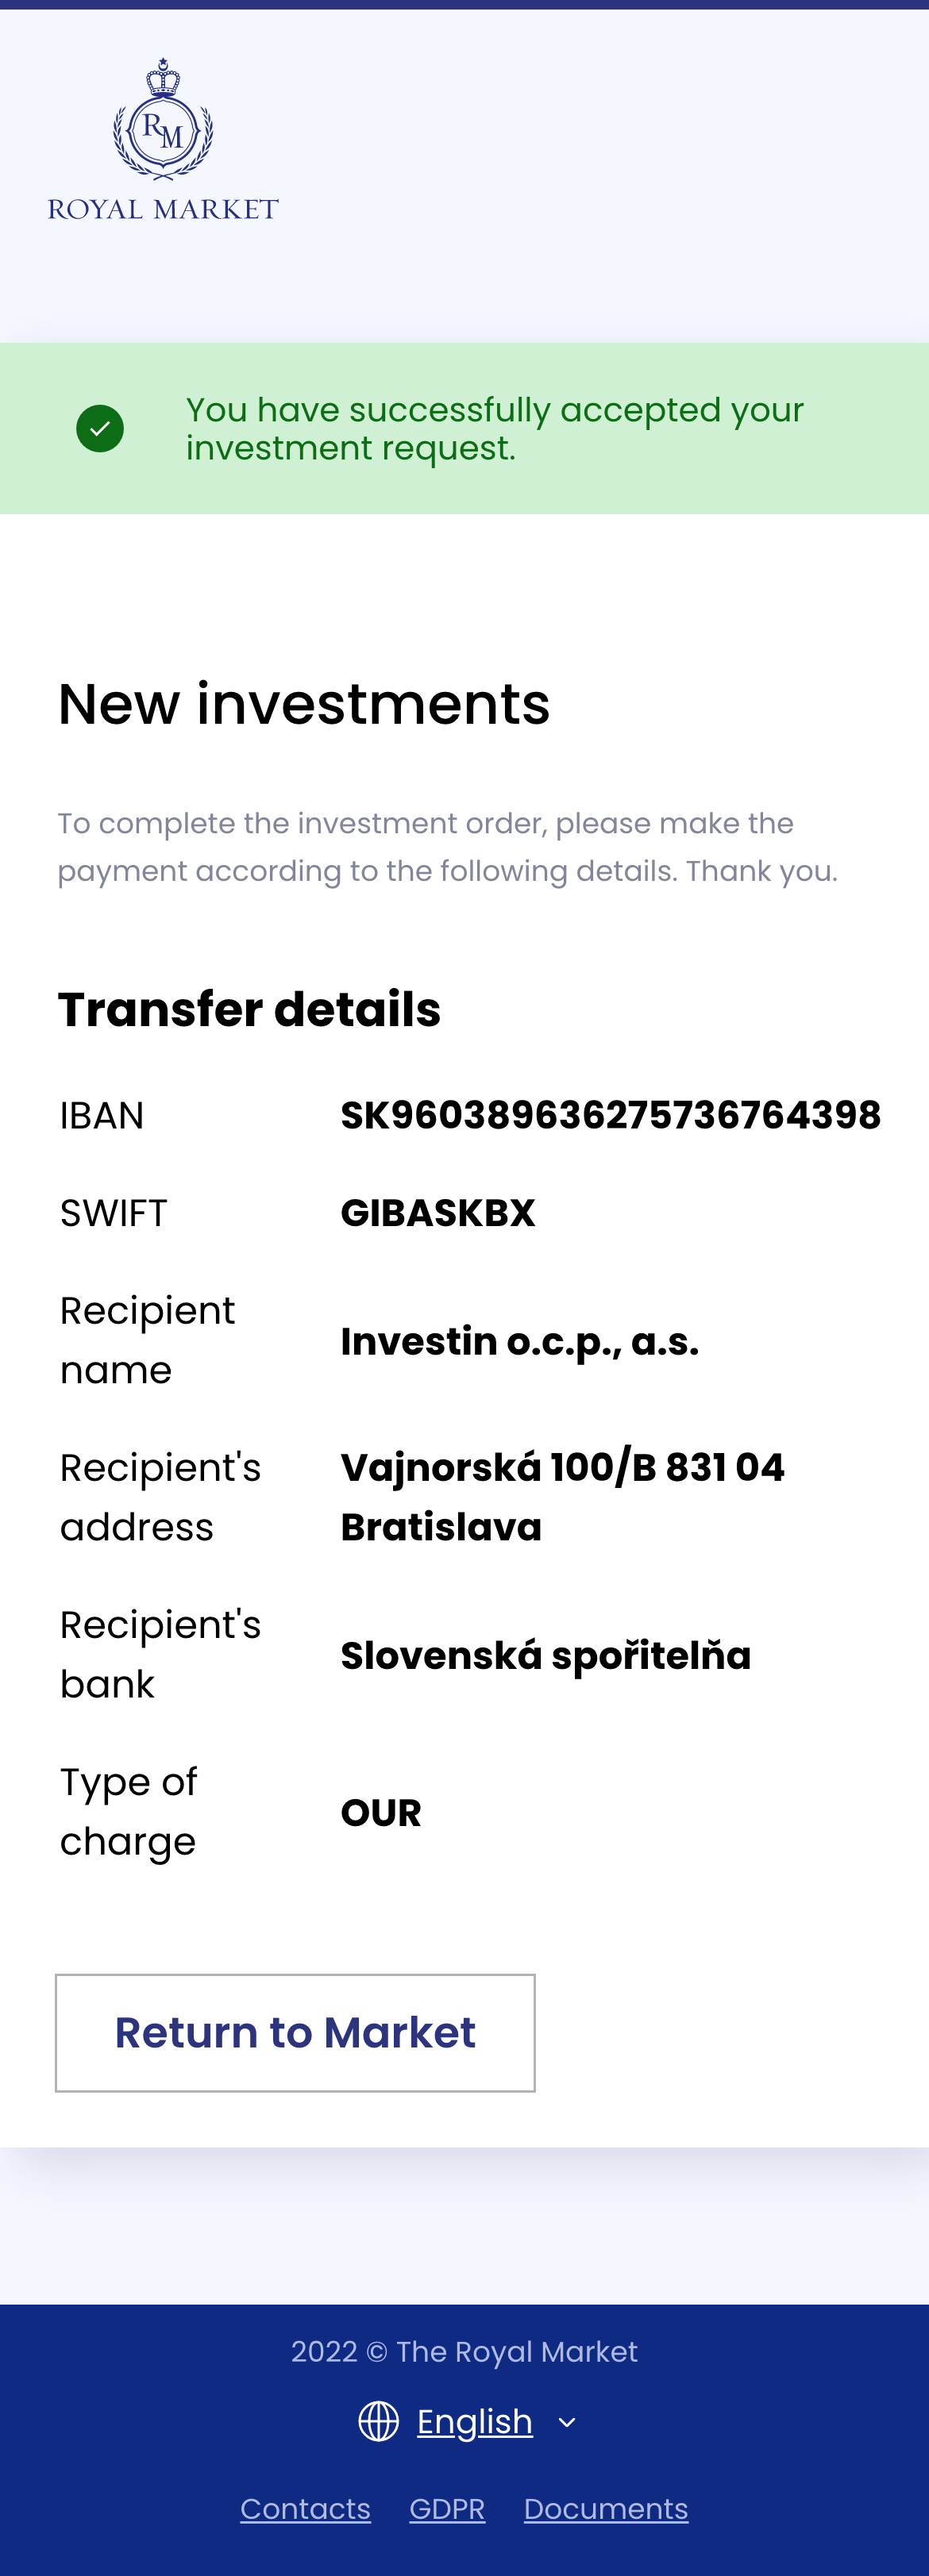 RM
ROYAL MARKET
You have successfully accepted your
investment request.
New investments
To complete the investment order, please make the
payment according to the following details. Thank you.
Transfer details
IBAN SK960389636275736764398
SWIFT GIBASKBX
Recipient
name
Investin o.c.p., a.s.
Recipient's
address
Vajnorská 100/B 831 04
Bratislava
Recipient's
bank
Slovenská spořitelňa
Type of
charge
OUR
Return to Market
2022 © The Royal Market
English
Contacts GDPR Documents